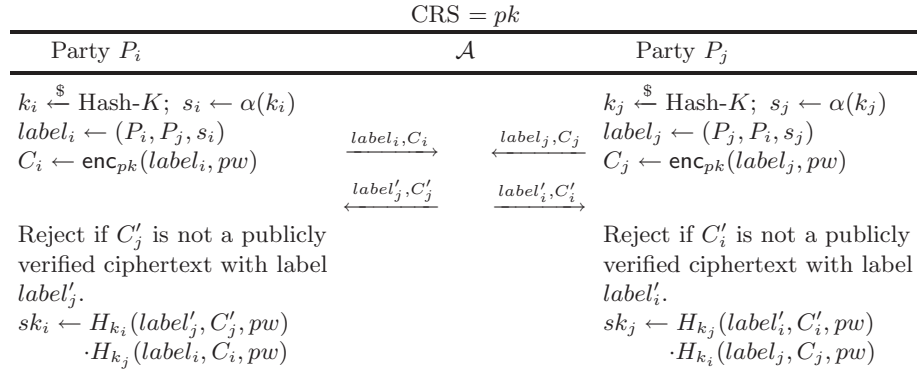 CRS = pk
Party P_i A Party P_j
k_i ←$ Hash-K; s_i ← α(k_i) k_j ←$ Hash-K; s_j ← α(k_j)
label_i ← (P_i, P_j, s_i) label_j ← (P_j, P_i, s_j)
C_i ← enc_pk(label_i, pw) label_i, C_i → ← label_j, C_j C_j ← enc_pk(label_j, pw)
← label'_j, C'_j label'_i, C'_i →
Reject if C'_j is not a publicly Reject if C'_i is not a publicly
verified ciphertext with label verified ciphertext with label
label'_j. label'_i.
sk_i ← H_{k_i}(label'_j, C'_j, pw) sk_j ← H_{k_j}(label'_i, C'_i, pw)
·H_{k_j}(label_i, C_i, pw) ·H_{k_i}(label_j, C_j, pw)